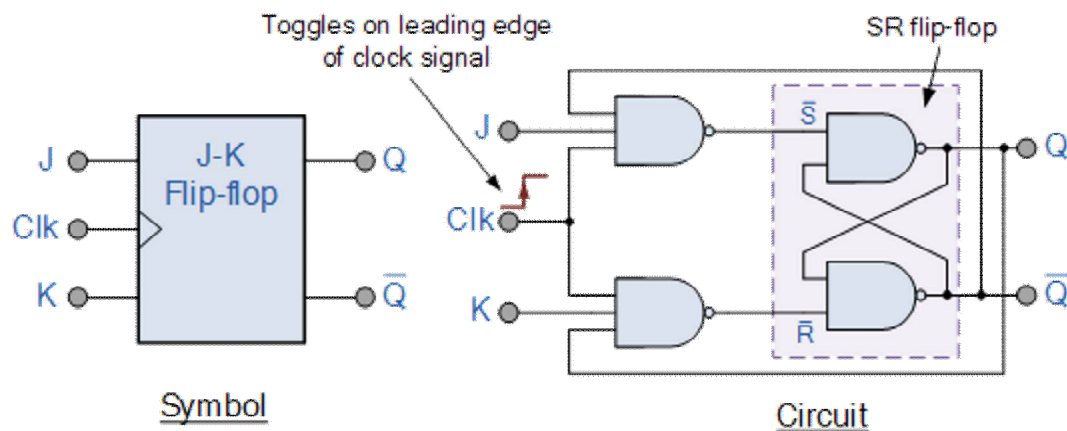 Toggles on leading edge
of clock signal
SR flip-flop
J
Clk
K
J-K
Flip-flop
Q
Q̅
Symbol
J
Clk
K
S̅
R̅
Q
Q̅
Circuit